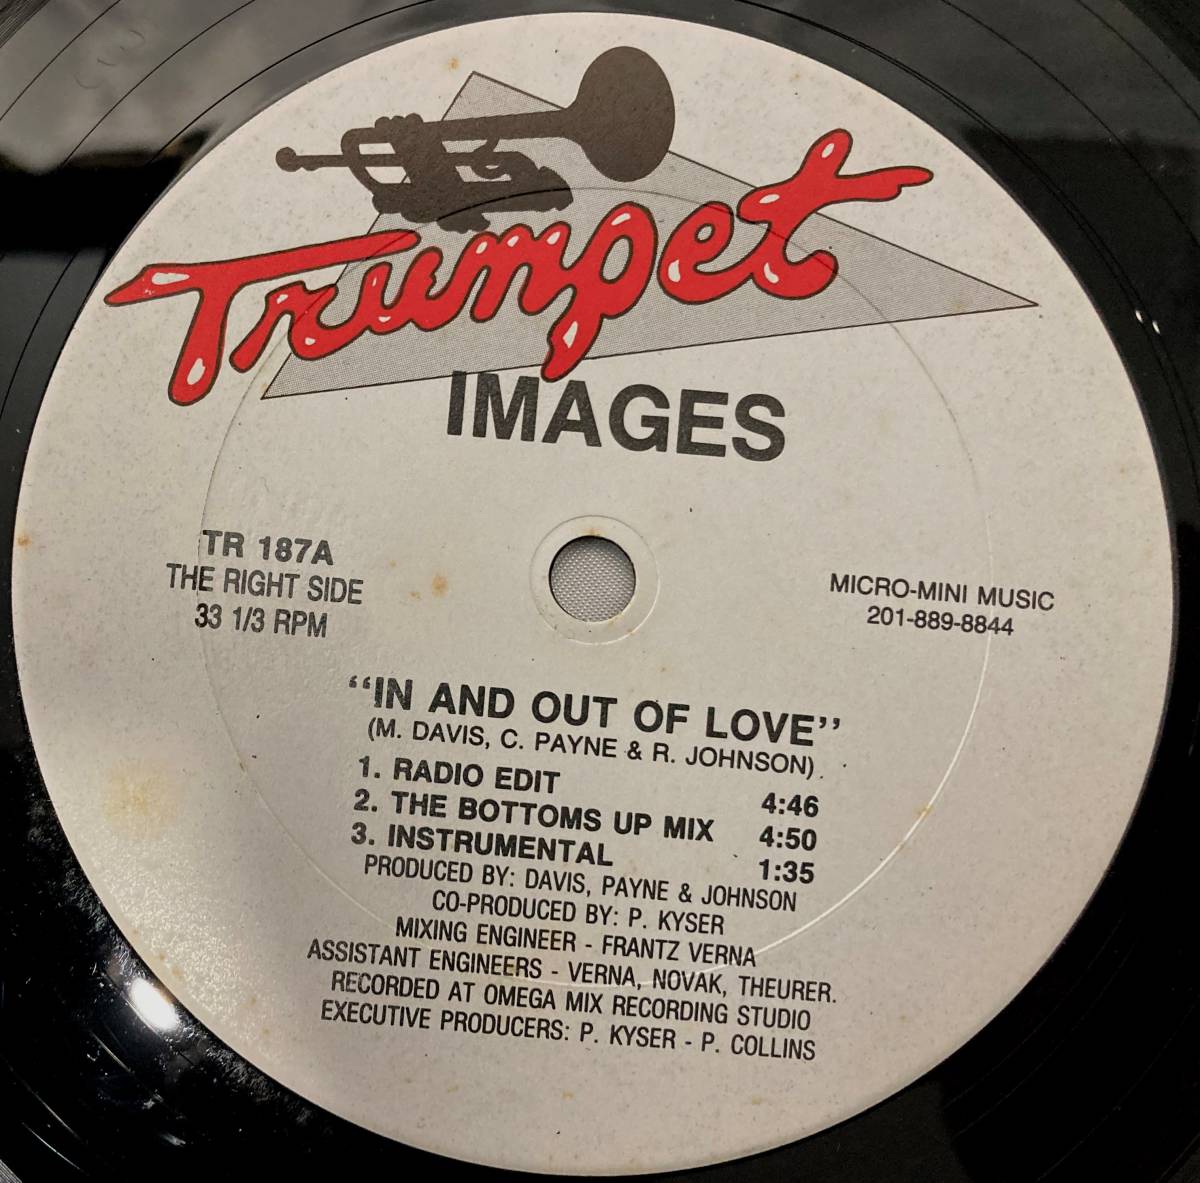 Trumpet
IMAGES
TR 187A
THE RIGHT SIDE
33 1/3 RPM
MICRO-MINI MUSIC
201-889-8844
“IN AND OUT OF LOVE”
(M. DAVIS, C. PAYNE & R. JOHNSON)
1. RADIO EDIT 4:46
2. THE BOTTOMS UP MIX 4:50
3. INSTRUMENTAL 1:35
PRODUCED BY: DAVIS, PAYNE & JOHNSON
CO-PRODUCED BY: P. KYSER
MIXING ENGINEER - FRANTZ VERNA
ASSISTANT ENGINEERS - VERNA, NOVAK, THEURER.
RECORDED AT OMEGA MIX RECORDING STUDIO
EXECUTIVE PRODUCERS: P. KYSER - P. COLLINS